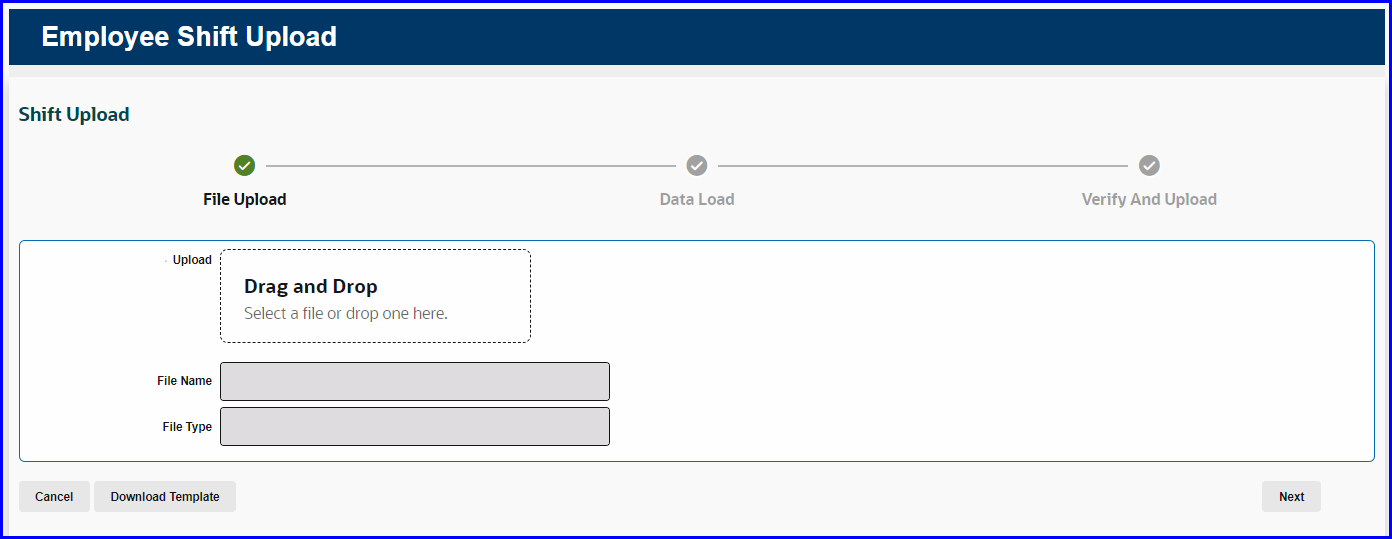 Employee Shift Upload
Shift Upload
File Upload Data Load Verify And Upload
Upload
Drag and Drop
Select a file or drop one here.
File Name
File Type
Cancel Download Template Next